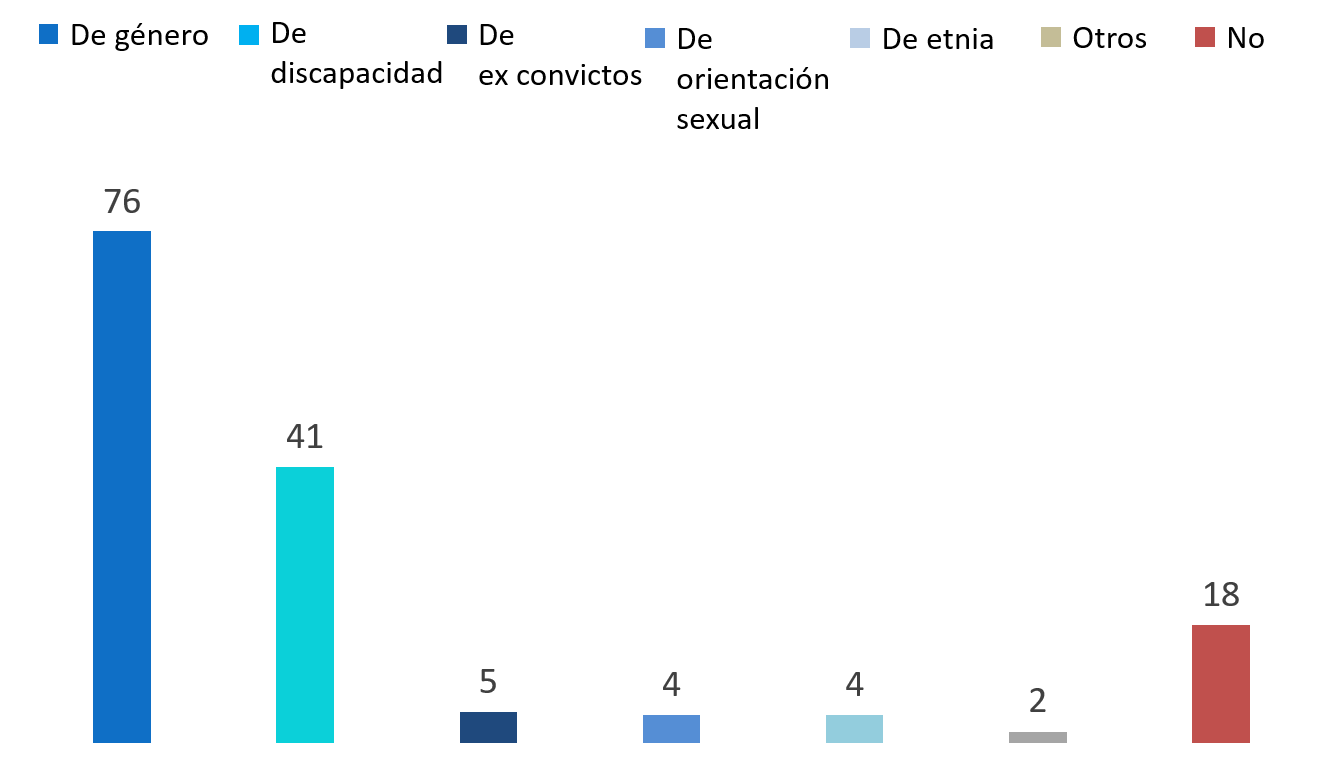 De género
De
discapacidad
De
ex convictos
De
orientación
sexual
De etnia
Otros
No
76
41
5
4
4
2
18